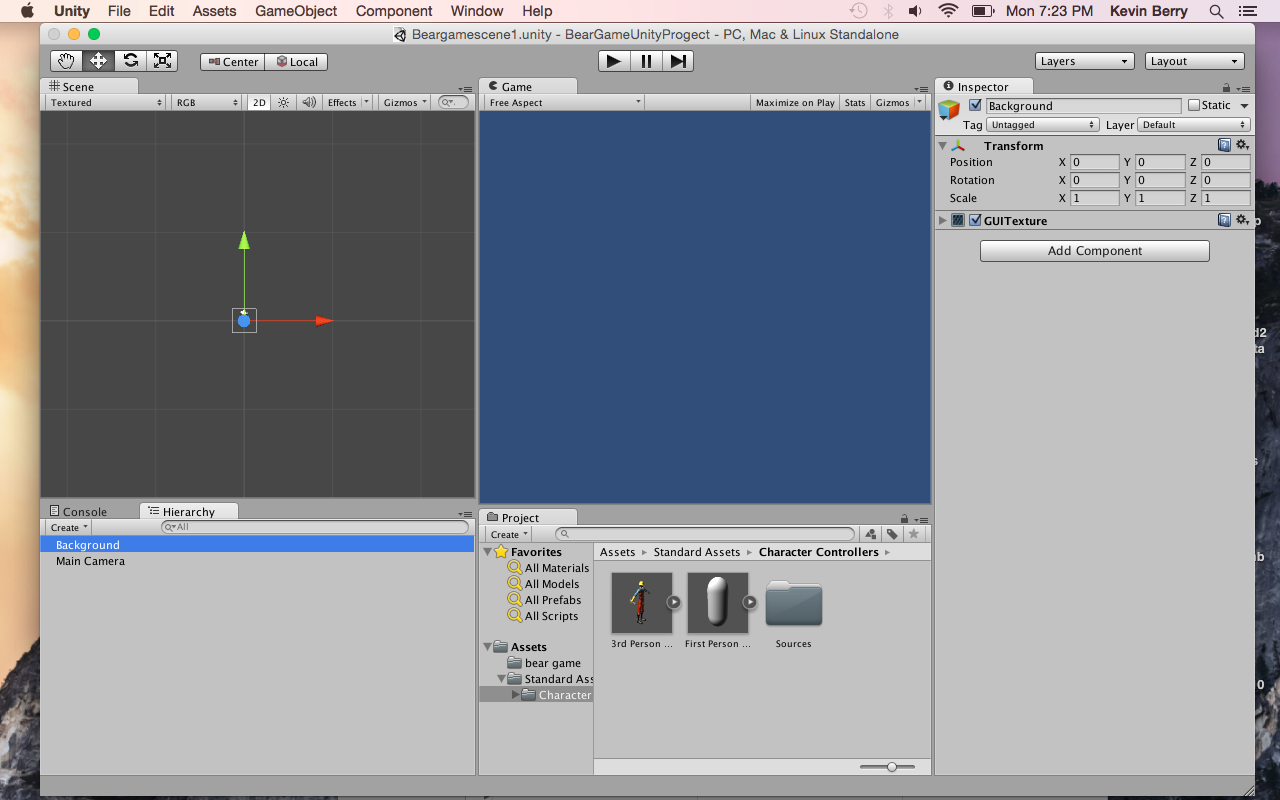 Unity File Edit Assets GameObject Component Window Help Mon 7:23 PM Kevin Berry
Beargamescene1.unity - BearGameUnityProgect - PC, Mac & Linux Standalone
Center Local Layers Layout
Scene
Textured RGB 2D Effects Gizmos
Game
Free Aspect Maximize on Play Stats Gizmos
Inspector
Background Static
Tag Untagged Layer Default
Transform
Position X 0 Y 0 Z 0
Rotation X 0 Y 0 Z 0
Scale X 1 Y 1 Z 1
GUITexture
Add Component
Console Hierarchy
Create All
Background
Main Camera
Project
Create
Favorites
All Materials
All Models
All Prefabs
All Scripts
Assets
bear game
Standard Ass
Character
Assets Standard Assets Character Controllers
3rd Person ... First Person ... Sources